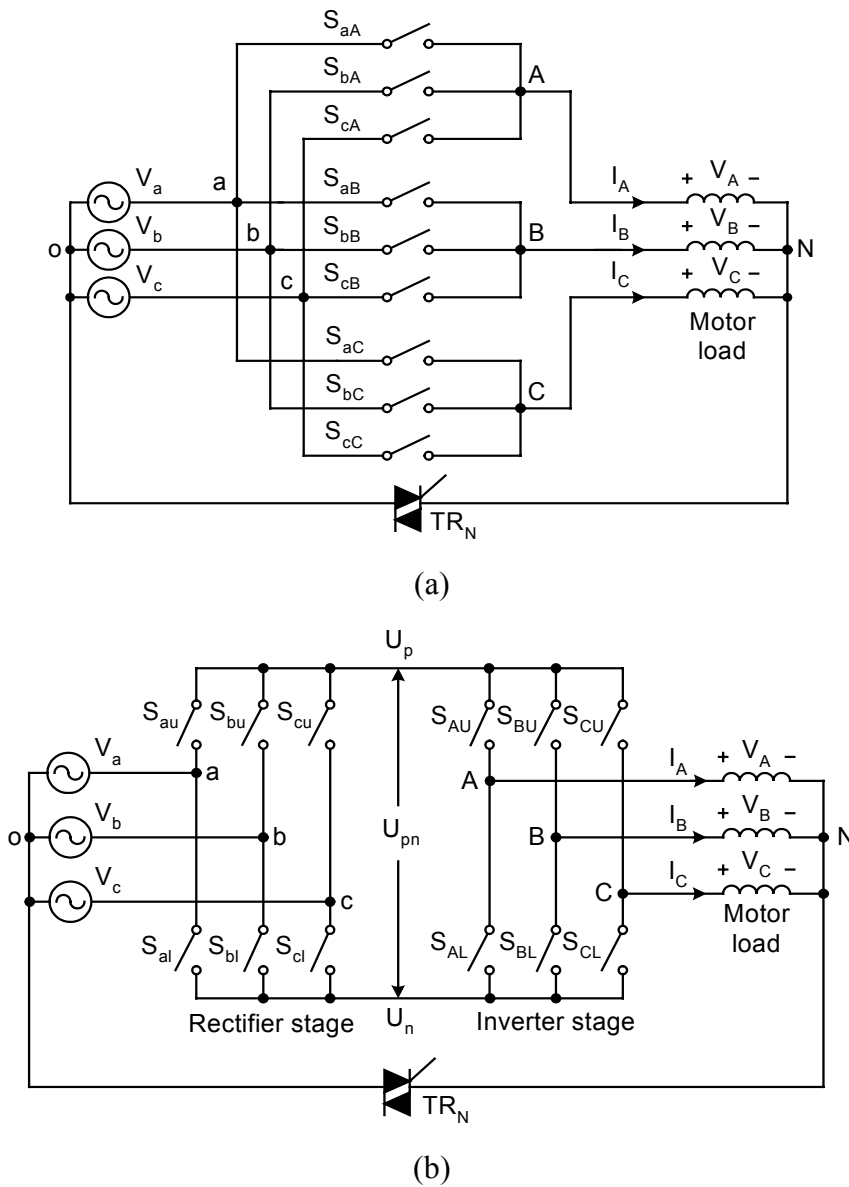 S_aA
S_bA
A
S_cA
V_a
a
S_aB
I_A
+ V_A −
V_b
b
S_bB
B
I_B
+ V_B −
o
N
V_c
c
S_cB
I_C
+ V_C −
S_aC
Motor
load
S_bC
C
S_cC
TR_N
(a)
U_p
S_au S_bu S_cu
S_AU S_BU S_CU
V_a
a
A
I_A
+ V_A −
V_b
o
b
U_pn
B
I_B
+ V_B −
N
V_c
c
C
I_C
+ V_C −
Motor
load
S_al S_bl S_cl
S_AL S_BL S_CL
Rectifier stage
U_n
Inverter stage
TR_N
(b)